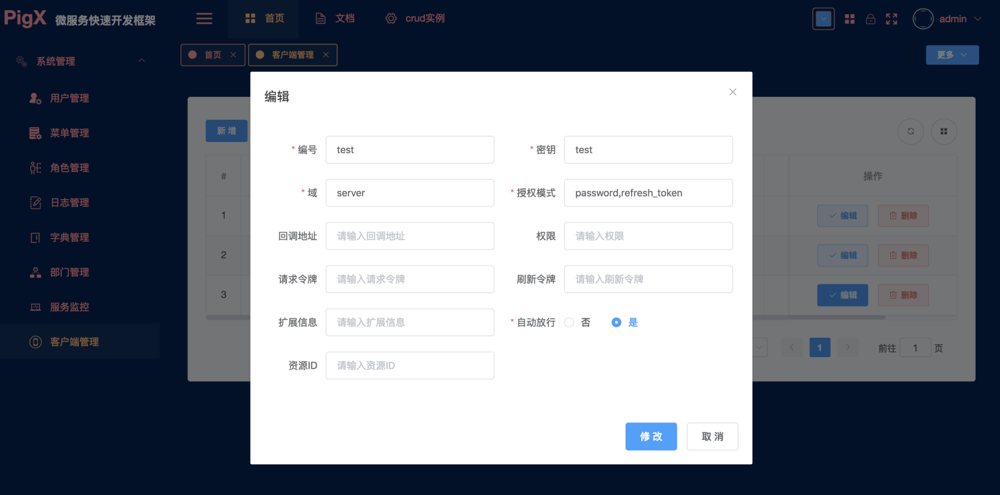 PigX 微服务快速开发框架
首页 文档 crud实例
admin
系统管理
用户管理
菜单管理
角色管理
日志管理
字典管理
部门管理
服务监控
客户端管理
首页 客户端管理 更多
新 增
# 操作
1 编辑 删除
2 编辑 删除
3 编辑 删除
1 前往 1 页
编辑
* 编号 test * 密钥 test
* 域 server * 授权模式 password,refresh_token
回调地址 请输入回调地址 权限 请输入权限
请求令牌 请输入请求令牌 刷新令牌 请输入刷新令牌
扩展信息 请输入扩展信息 * 自动放行 否 是
资源ID 请输入资源ID
修 改 取 消